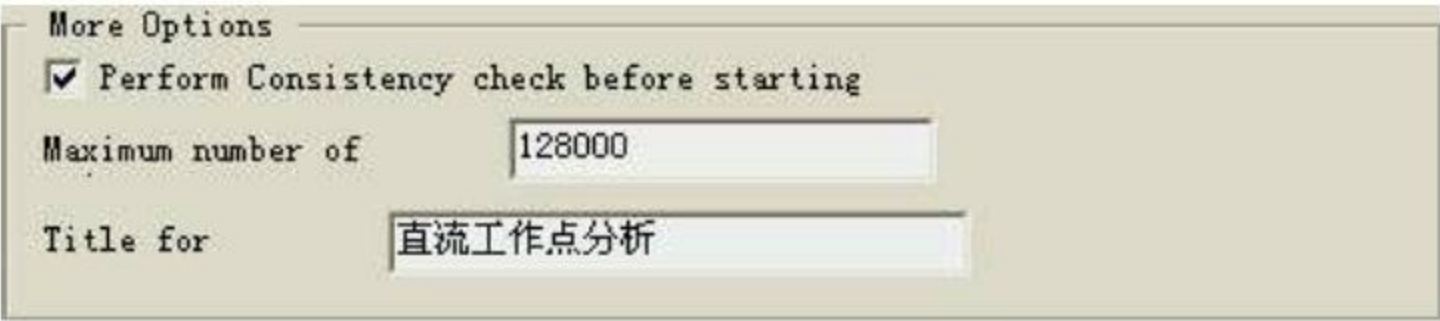 More Options
Perform Consistency check before starting
Maximum number of 128000
Title for 直流工作点分析